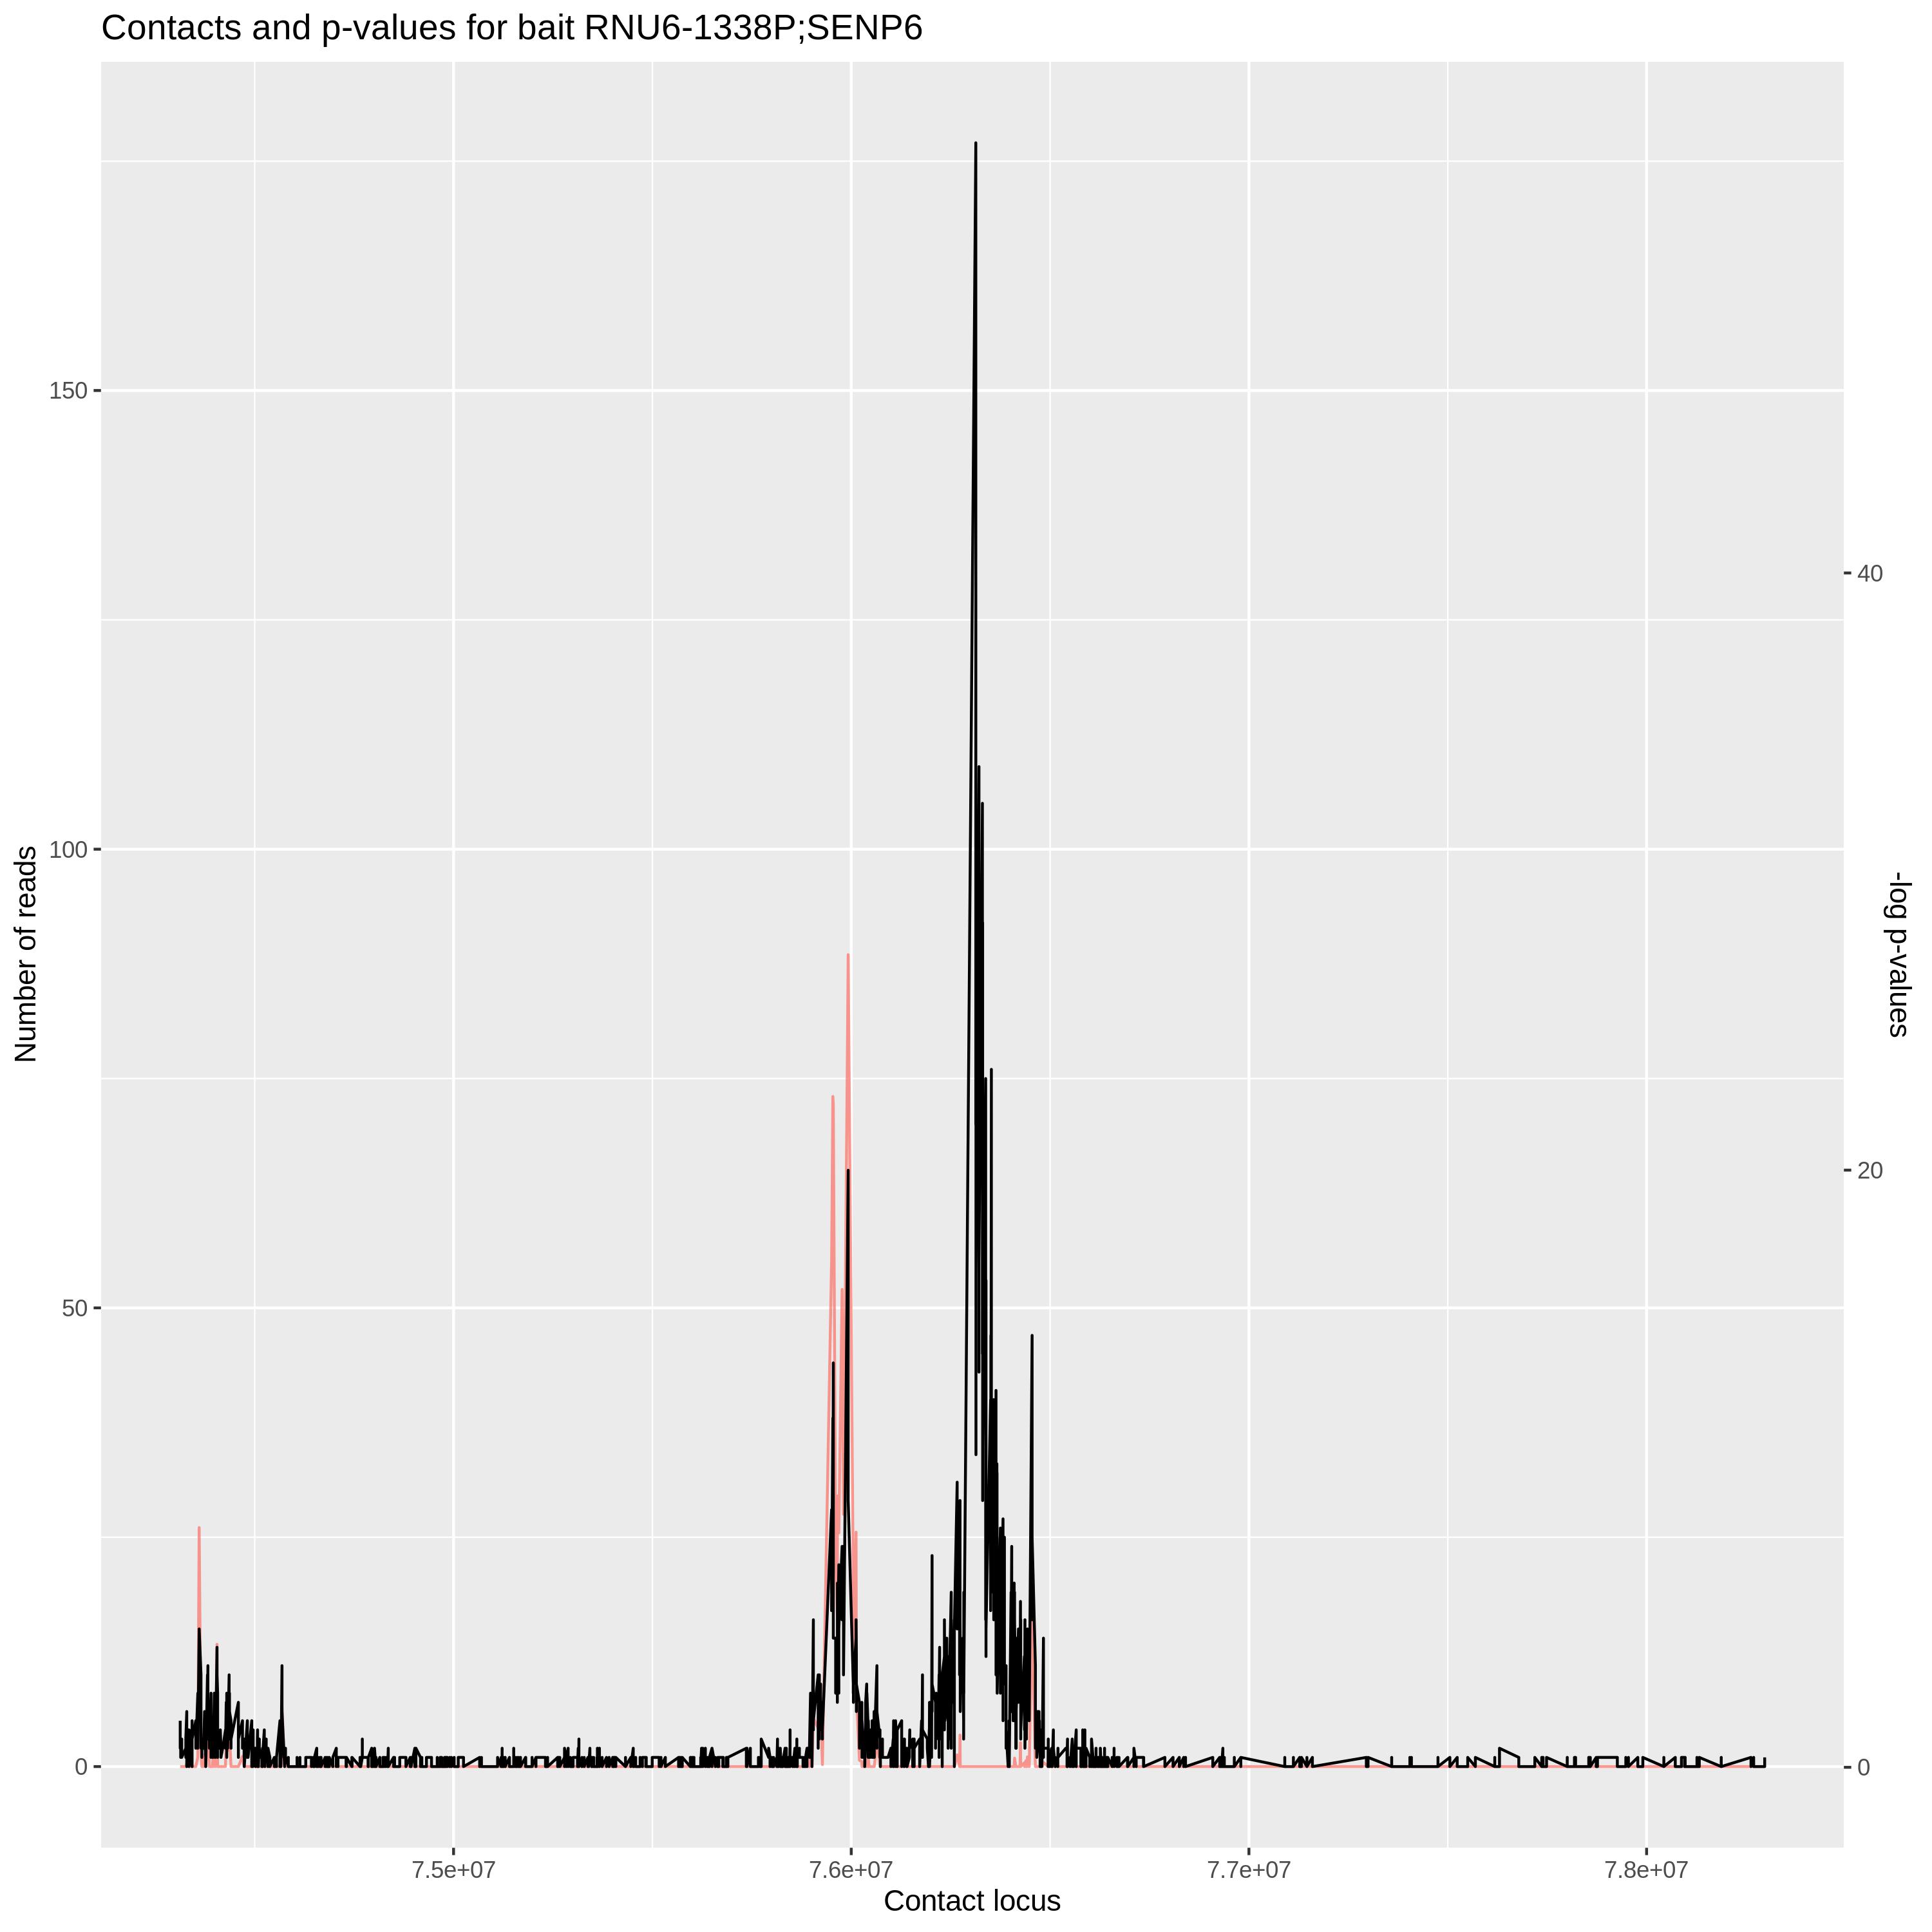 Contacts and p-values for bait RNU6-1338P;SENP6
Number of reads
150
100
50
0
40
20
0
-log p-values
7.5e+07
7.6e+07
7.7e+07
7.8e+07
Contact locus